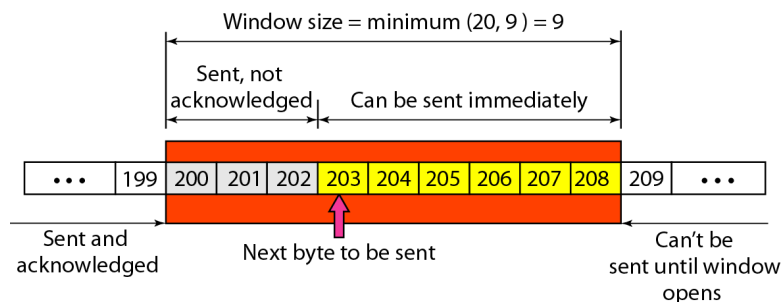 Window size = minimum (20, 9 ) = 9
Sent, not
acknowledged
Can be sent immediately
••• 199 200 201 202 203 204 205 206 207 208 209 •••
Sent and
acknowledged
Next byte to be sent
Can't be
sent until window
opens